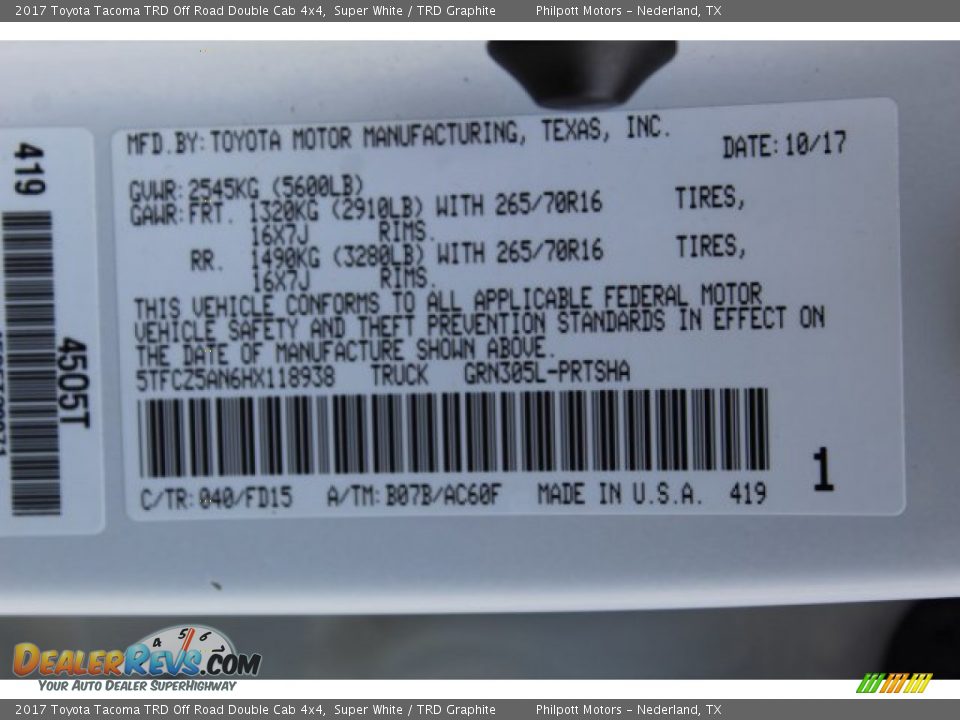 2017 Toyota Tacoma TRD Off Road Double Cab 4x4, Super White / TRD Graphite Philpott Motors - Nederland, TX
MFD.BY:TOYOTA MOTOR MANUFACTURING, TEXAS, INC. DATE:10/17
GVWR:2545KG (5600LB)
GAWR:FRT. 1320KG (2910LB) WITH 265/70R16 TIRES,
16X7J RIMS.
RR. 1490KG (3280LB) WITH 265/70R16 TIRES,
16X7J RIMS.
THIS VEHICLE CONFORMS TO ALL APPLICABLE FEDERAL MOTOR
VEHICLE SAFETY AND THEFT PREVENTION STANDARDS IN EFFECT ON
THE DATE OF MANUFACTURE SHOWN ABOVE.
5TFCZ5AN6HX118938 TRUCK GRN305L-PRTSHA
C/TR:040/FD15 A/TM:B07B/AC60F MADE IN U.S.A. 419
1
419
4505T
4 5 6
DealerRevs.com
Your Auto Dealer SuperHighway
2017 Toyota Tacoma TRD Off Road Double Cab 4x4, Super White / TRD Graphite Philpott Motors - Nederland, TX